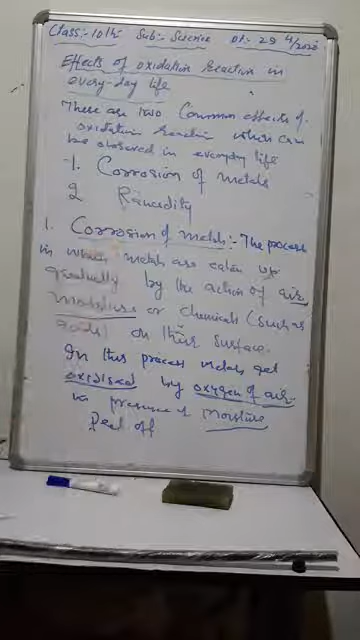 Class:- 10th Sub:- Science Dt:- 29 4/2020
Effects of oxidation reaction in
every-day life
There are two Common effects of
oxidation reaction which can
be observed in everyday life
1. Corrosion of metals
2 Rancidity
1. Corrosion of metals:- The process
in which metals are eaten up
gradually by the action of air,
moisture or chemicals (such as
acids) on their surface.
In this process metals get
oxidised by oxygen of air
in presence of Moisture
Peel off